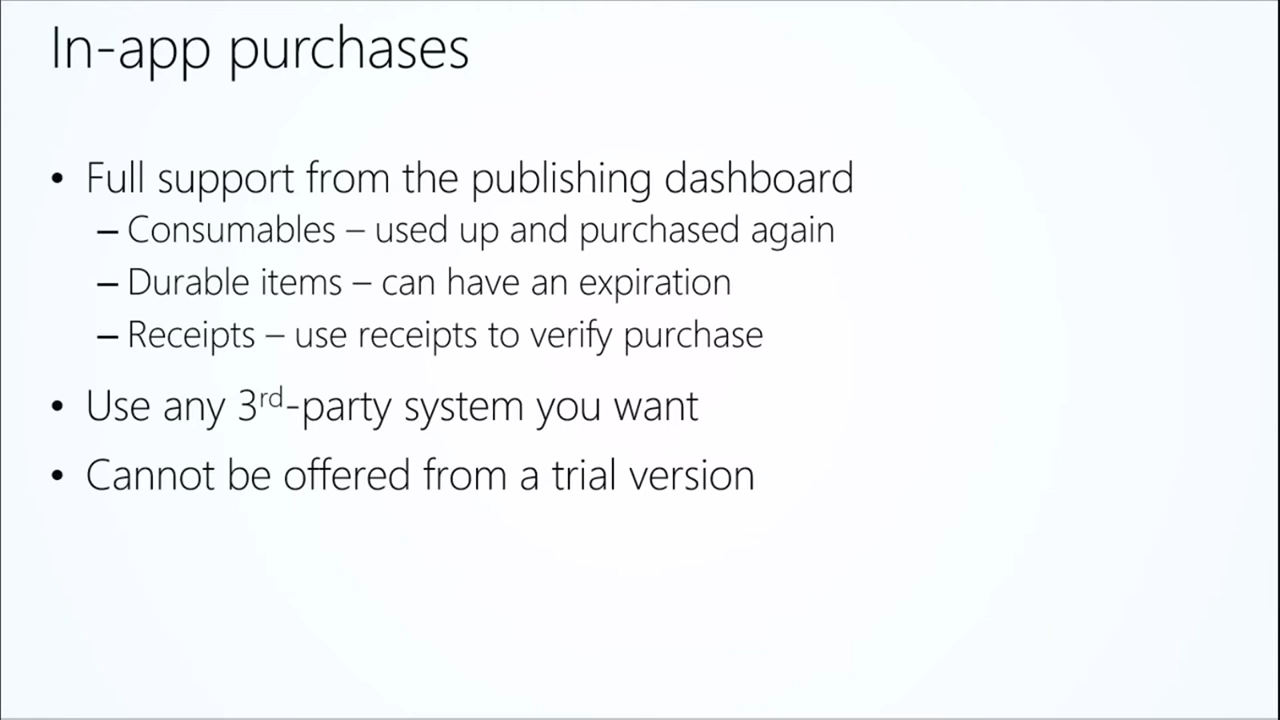 In-app purchases
• Full support from the publishing dashboard
– Consumables – used up and purchased again
– Durable items – can have an expiration
– Receipts – use receipts to verify purchase
• Use any 3rd-party system you want
• Cannot be offered from a trial version